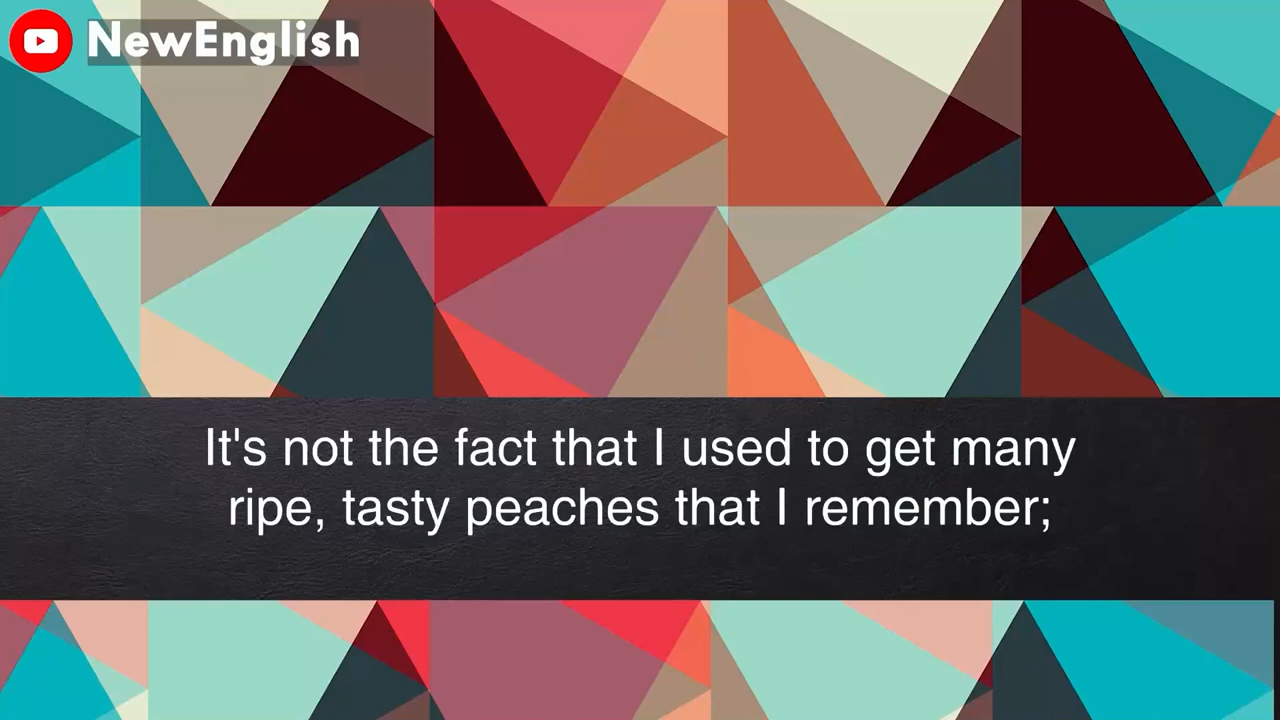 NewEnglish
It's not the fact that I used to get many
ripe, tasty peaches that I remember;